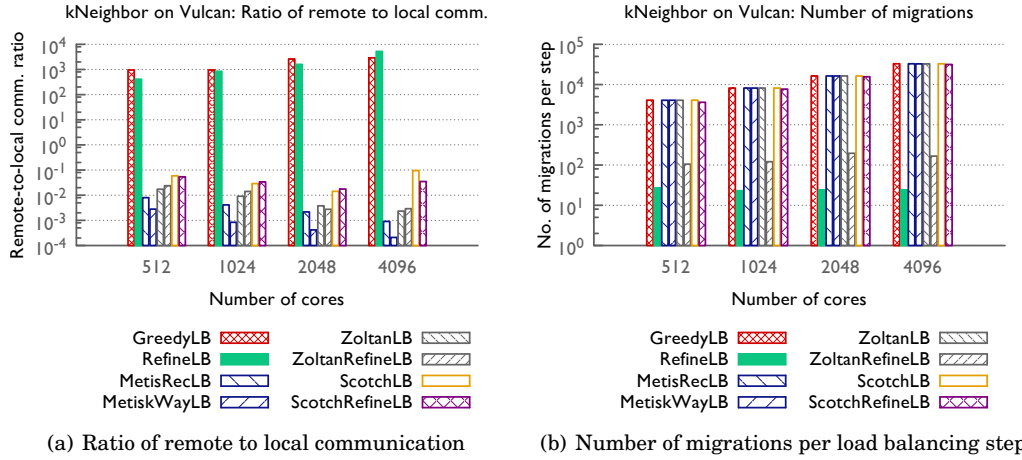 kNeighbor on Vulcan: Ratio of remote to local comm.
Remote-to-local comm. ratio
10^4
10^3
10^2
10^1
10^0
10^-1
10^-2
10^-3
10^-4
512 1024 2048 4096
Number of cores
GreedyLB ZoltanLB
RefineLB ZoltanRefineLB
MetisRecLB ScotchLB
MetiskWayLB ScotchRefineLB
(a) Ratio of remote to local communication
kNeighbor on Vulcan: Number of migrations
No. of migrations per step
10^5
10^4
10^3
10^2
10^1
10^0
512 1024 2048 4096
Number of cores
GreedyLB ZoltanLB
RefineLB ZoltanRefineLB
MetisRecLB ScotchLB
MetiskWayLB ScotchRefineLB
(b) Number of migrations per load balancing step